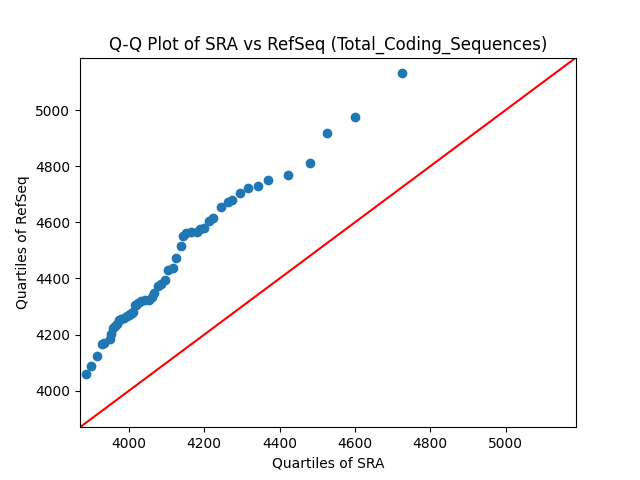 Q-Q Plot of SRA vs RefSeq (Total_Coding_Sequences)
Quartiles of RefSeq
5000
4800
4600
4400
4200
4000
4000 4200 4400 4600 4800 5000
Quartiles of SRA